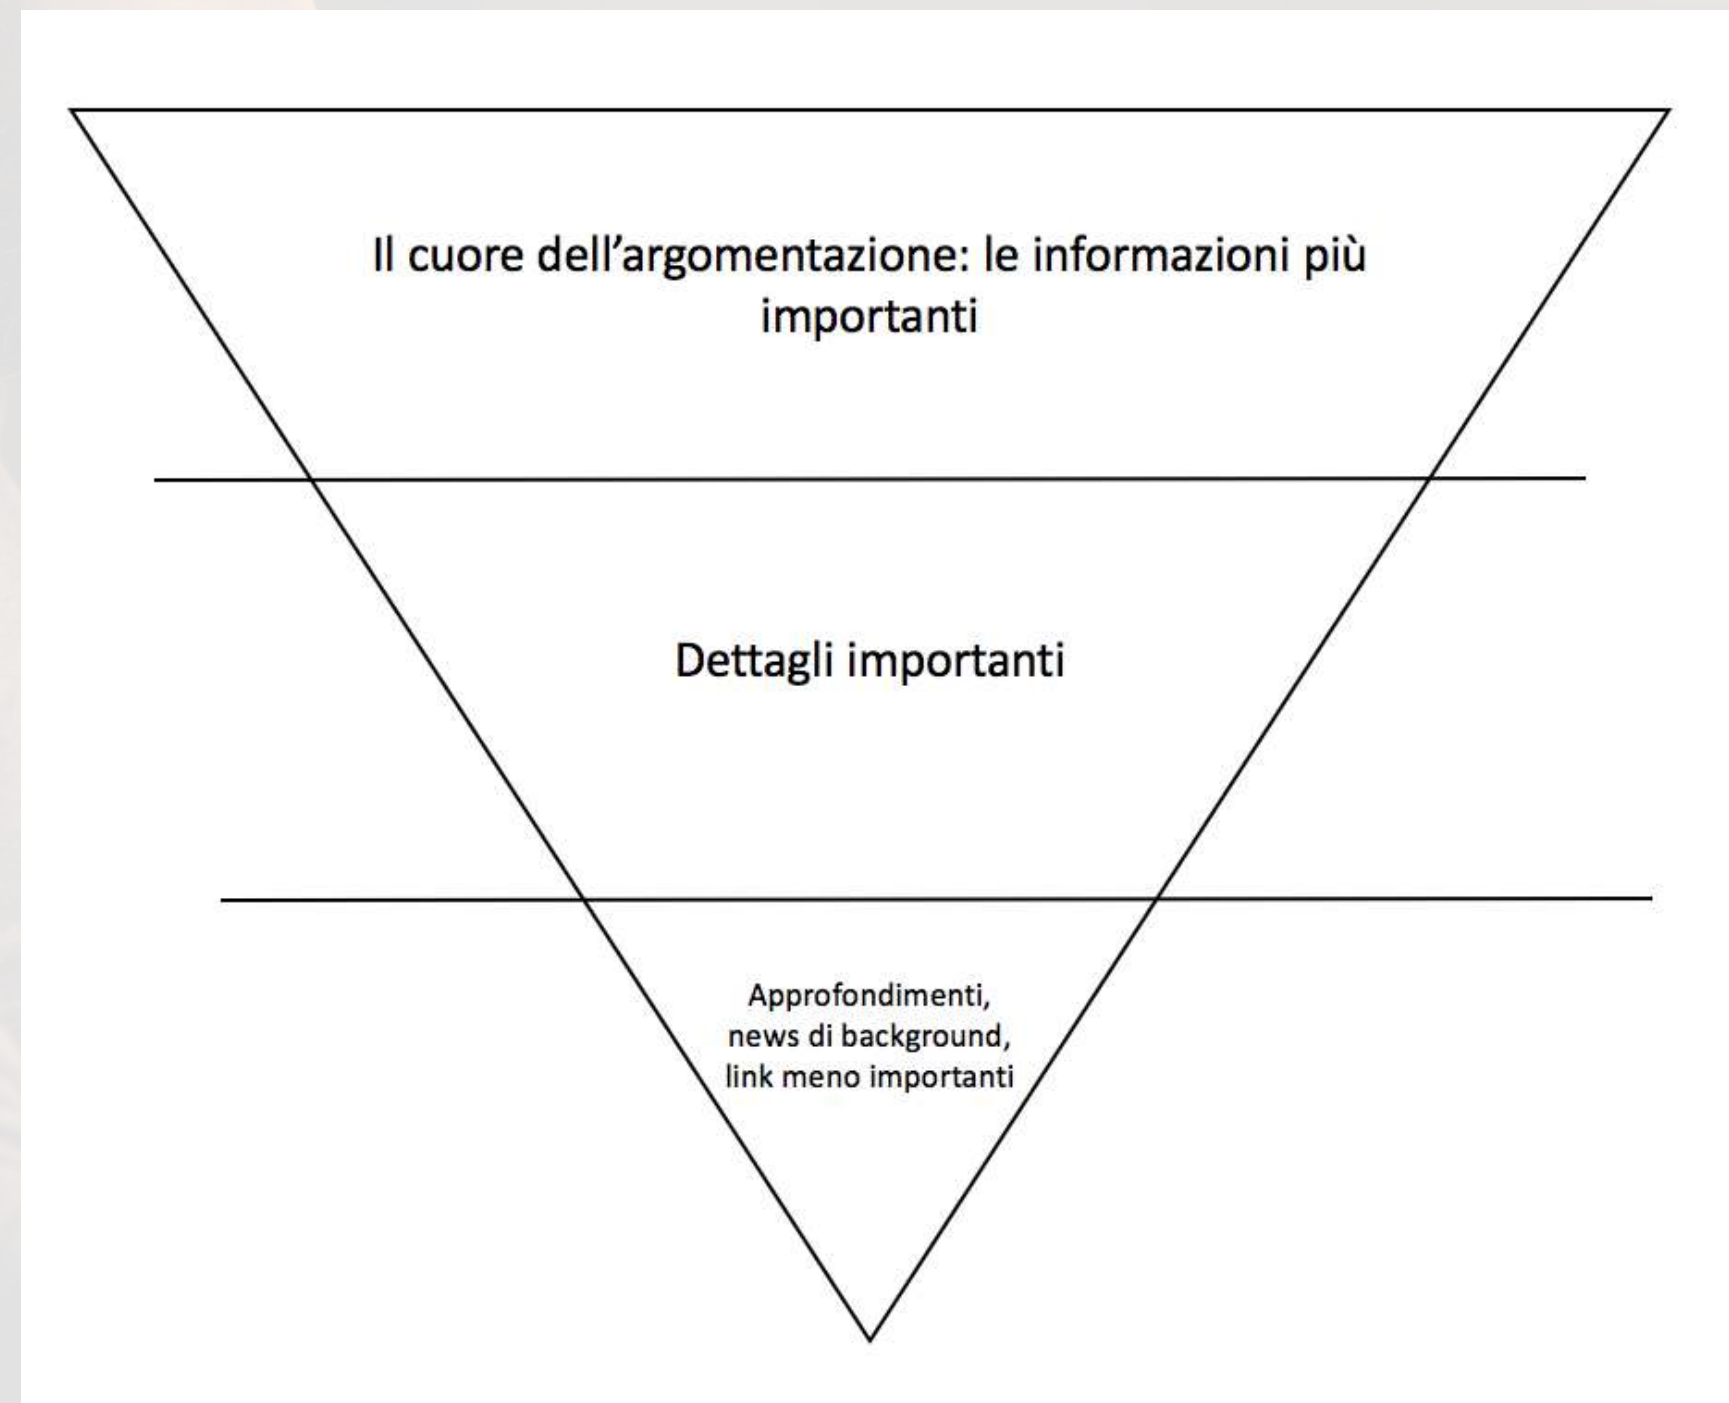 Il cuore dell’argomentazione: le informazioni più
importanti
Dettagli importanti
Approfondimenti,
news di background,
link meno importanti